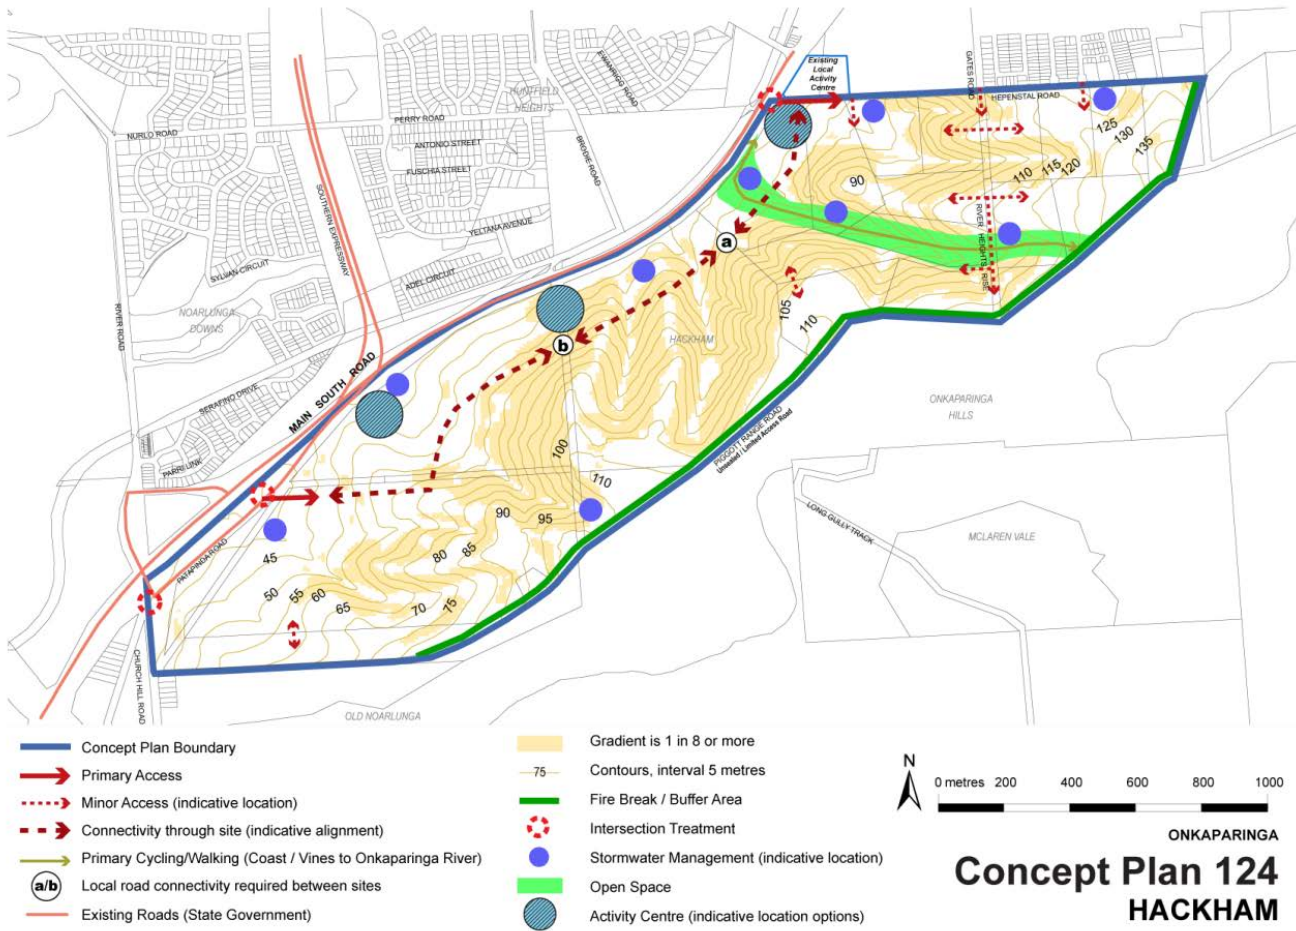 Existing
Local
Activity
Centre
GATES ROAD
HEPENSTAL ROAD
EWANRIGG ROAD
HUNTFIELD
HEIGHTS
PERRY ROAD
NURLO ROAD
ANTONIO STREET
FUSCHIA STREET
BRODIE ROAD
SOUTHERN EXPRESSWAY
YELTANA AVENUE
SYLVAN CIRCUIT
ADEL CIRCUIT
RIVER ROAD
NOARLUNGA
DOWNS
125
130
135
110
115
120
90
RIVER HEIGHTS RISE
a
105
110
HACKHAM
b
MAIN SOUTH ROAD
SERAFINO DRIVE
PARRI LINK
ONKAPARINGA
HILLS
PIGGOTT RANGE ROAD
Unsealed / Limited Access Road
100
110
90
95
LONG GULLY TRACK
MCLAREN VALE
PATAPINDA ROAD
45
80
85
50
55
60
65
70
75
CHURCH HILL ROAD
OLD NOARLUNGA
Concept Plan Boundary
Primary Access
Minor Access (indicative location)
Connectivity through site (indicative alignment)
Primary Cycling/Walking (Coast / Vines to Onkaparinga River)
a/b Local road connectivity required between sites
Existing Roads (State Government)
Gradient is 1 in 8 or more
75 Contours, interval 5 metres
Fire Break / Buffer Area
Intersection Treatment
Stormwater Management (indicative location)
Open Space
Activity Centre (indicative location options)
N
0 metres 200 400 600 800 1000
ONKAPARINGA
Concept Plan 124
HACKHAM